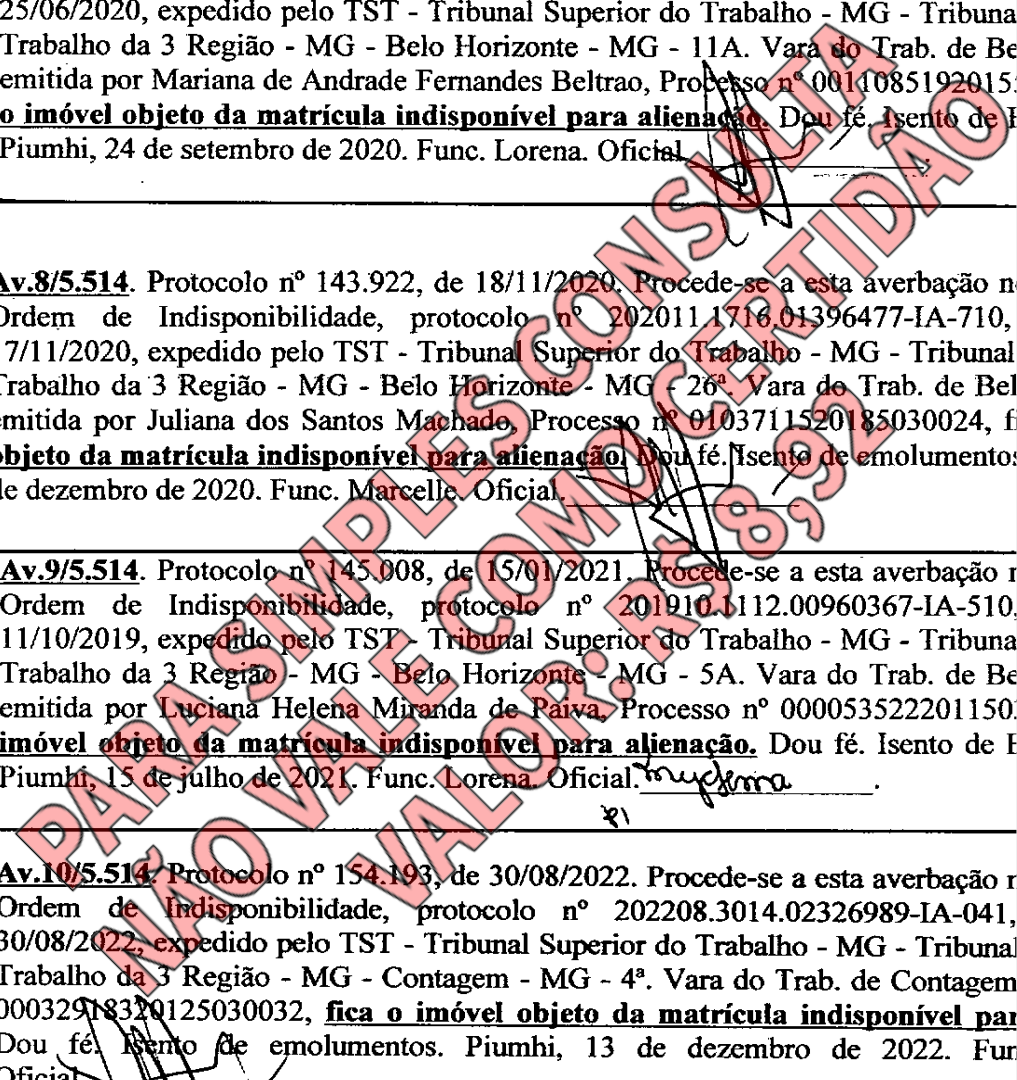 25/06/2020, expedido pelo TST - Tribunal Superior do Trabalho - MG - Tribuna
Trabalho da 3 Região - MG - Belo Horizonte - MG - 11A. Vara do Trab. de Be
emitida por Mariana de Andrade Fernandes Beltrao, Processo nº 0011085192015
o imóvel objeto da matrícula indisponível para alienação. Dou fé. Isento de E
Piumhi, 24 de setembro de 2020. Func. Lorena. Oficial
Av.8/5.514. Protocolo nº 143.922, de 18/11/2020. Procede-se a esta averbação n
Ordem de Indisponibilidade, protocolo nº 202011.1716.01396477-IA-710,
17/11/2020, expedido pelo TST - Tribunal Superior do Trabalho - MG - Tribunal
Trabalho da 3 Região - MG - Belo Horizonte - MG - 26ª Vara do Trab. de Bel
emitida por Juliana dos Santos Machado, Processo nº 0103711520185030024, fi
objeto da matrícula indisponível para alienação. Dou fé. Isento de emolumentos
de dezembro de 2020. Func. Marcelle. Oficial.
Av.9/5.514. Protocolo nº 145.008, de 15/01/2021. Procede-se a esta averbação n
Ordem de Indisponibilidade, protocolo nº 201910.1112.00960367-IA-510,
11/10/2019, expedido pelo TST - Tribunal Superior do Trabalho - MG - Tribuna
Trabalho da 3 Região - MG - Belo Horizonte - MG - 5A. Vara do Trab. de Be
emitida por Luciana Helena Miranda de Paiva, Processo nº 0000535222011503
imóvel objeto da matrícula indisponível para alienação. Dou fé. Isento de E
Piumhi, 15 de julho de 2021. Func. Lorena. Oficial.
Av.10/5.514. Protocolo nº 154.193, de 30/08/2022. Procede-se a esta averbação n
Ordem de Indisponibilidade, protocolo nº 202208.3014.02326989-IA-041,
30/08/2022, expedido pelo TST - Tribunal Superior do Trabalho - MG - Tribunal
Trabalho da 3 Região - MG - Contagem - MG - 4ª. Vara do Trab. de Contagem
00032918320125030032, fica o imóvel objeto da matrícula indisponível par
Dou fé. Isento de emolumentos. Piumhi, 13 de dezembro de 2022. Fun
Oficial
PARA SIMPLES CONSULTA
NÃO VALE COMO CERTIDÃO
VALOR: R$ 8,92